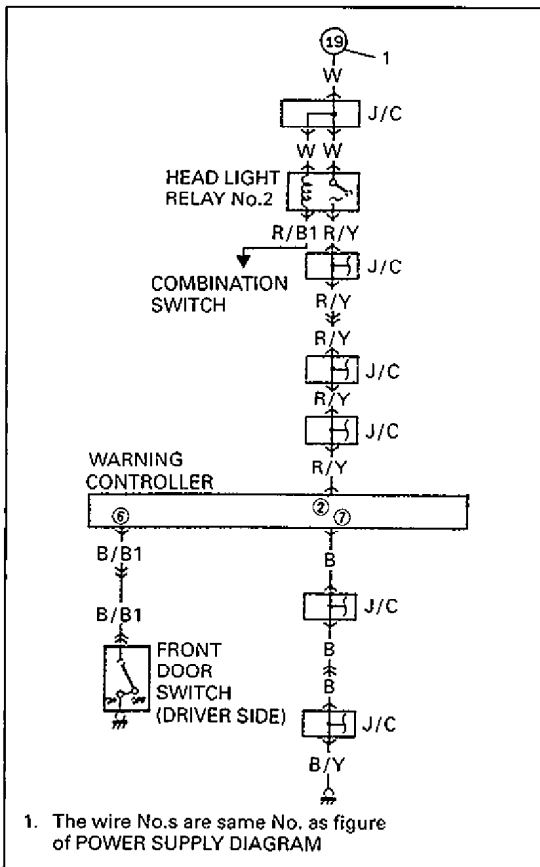 19
1
W
J/C
W W
HEAD LIGHT
RELAY No.2
R/B1 R/Y
J/C
COMBINATION
SWITCH
R/Y
R/Y
J/C
R/Y
J/C
R/Y
WARNING
CONTROLLER
2
6 7
B/B1 B
B/B1
J/C
B
FRONT
DOOR
SWITCH
(DRIVER SIDE)
B
J/C
B/Y
1. The wire No.s are same No. as figure
of POWER SUPPLY DIAGRAM